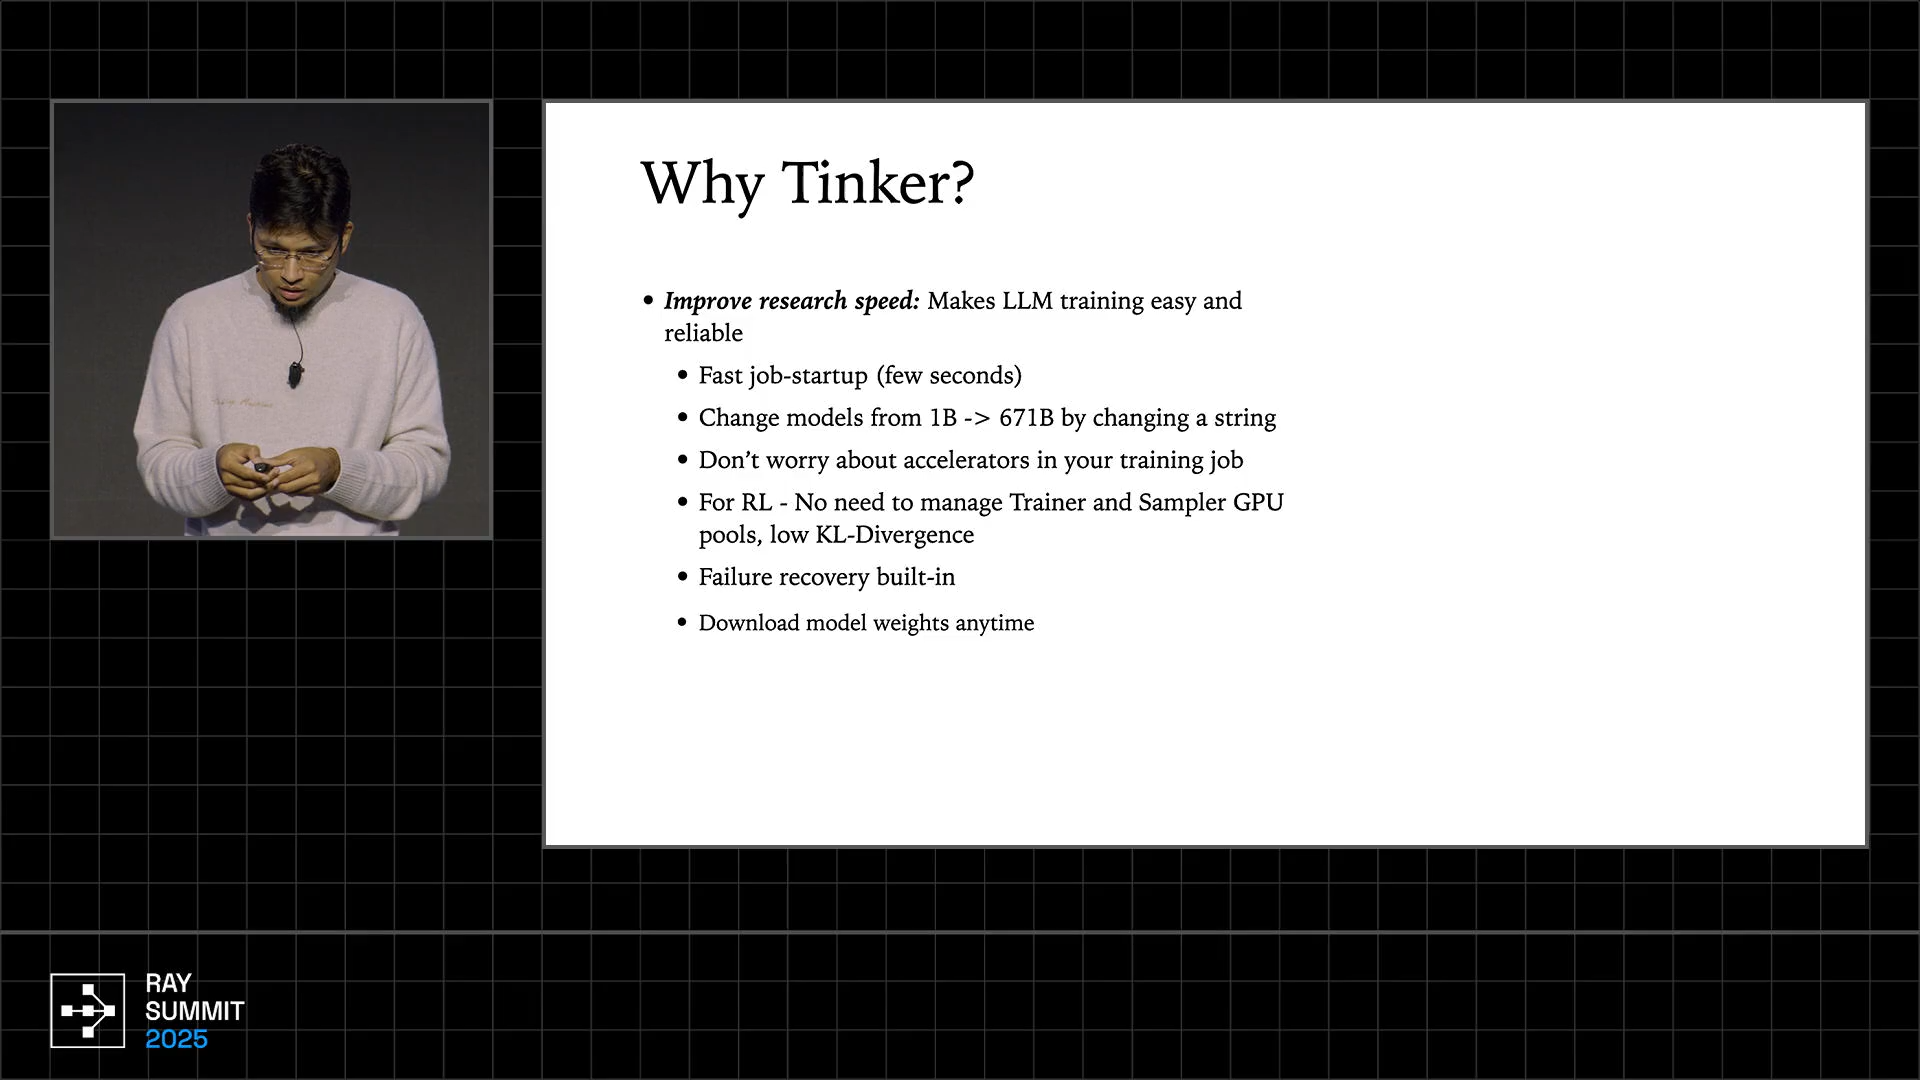 Why Tinker?
• Improve research speed: Makes LLM training easy and
reliable
• Fast job-startup (few seconds)
• Change models from 1B -> 671B by changing a string
• Don’t worry about accelerators in your training job
• For RL - No need to manage Trainer and Sampler GPU
pools, low KL-Divergence
• Failure recovery built-in
• Download model weights anytime
RAY
SUMMIT
2025